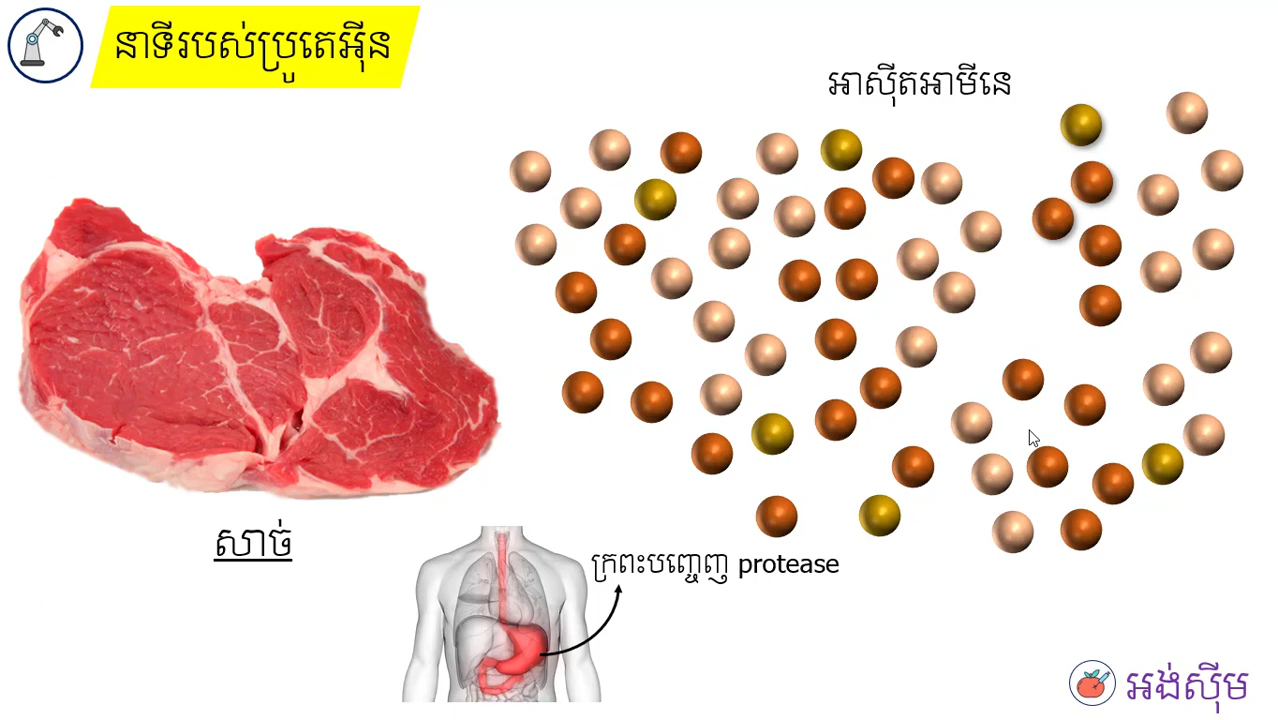 នាទីរបស់ប្រូតេអ៊ីន
អាស៊ីតអាមីនេ
សាច់
ក្រពះបញ្ចេញ protease
អង់ស៊ីម